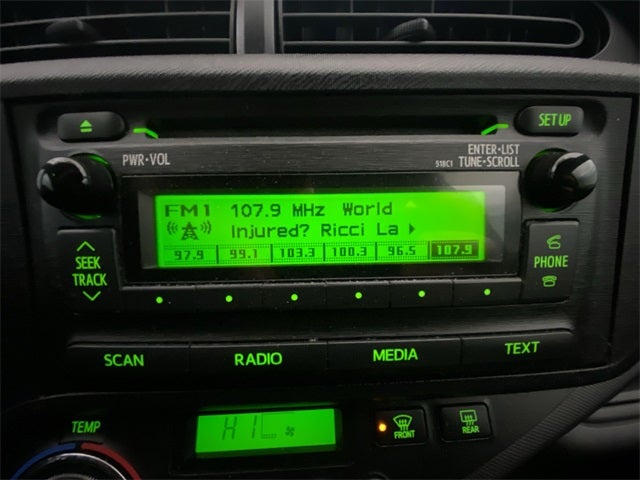 SET UP
PWR·VOL
ENTER·LIST
518C1 TUNE·SCROLL
FM1 107.9 MHz World
Injured? Ricci La
97.9 99.1 103.3 100.3 96.5 107.9
SEEK
TRACK
PHONE
SCAN RADIO MEDIA TEXT
TEMP
FRONT
REAR